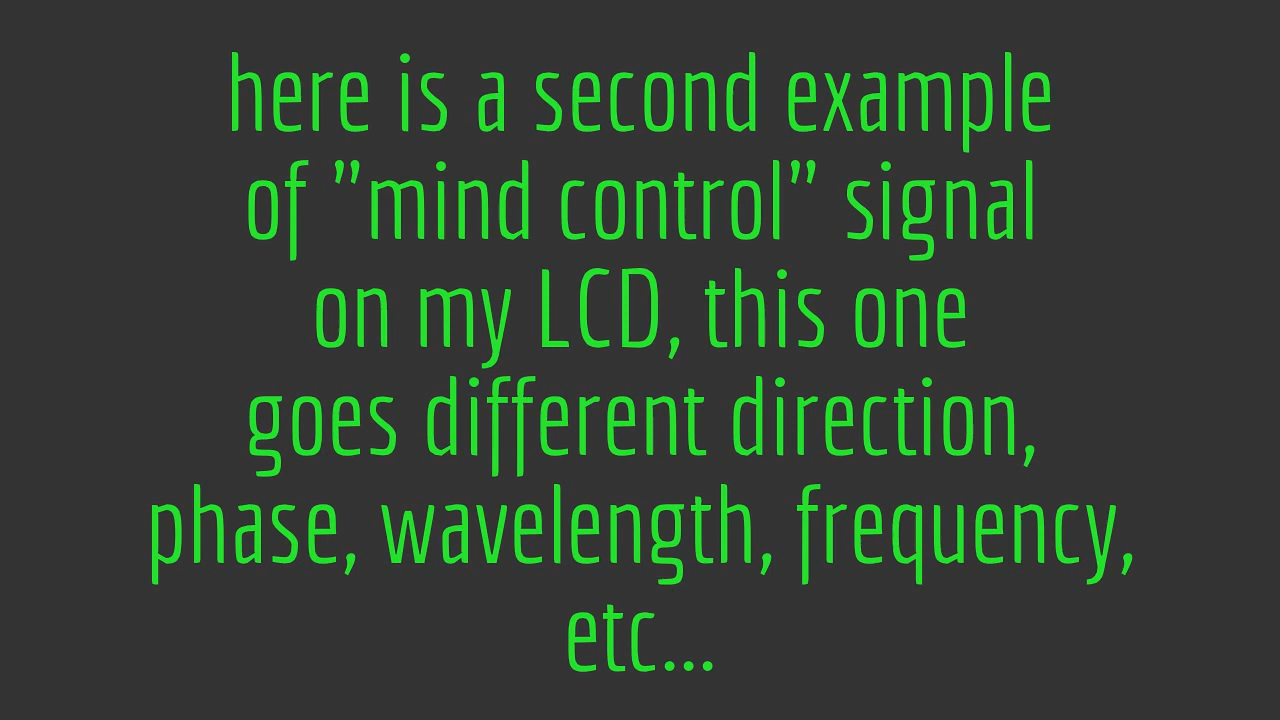 here is a second example
of "mind control" signal
on my LCD, this one
goes different direction,
phase, wavelength, frequency,
etc...